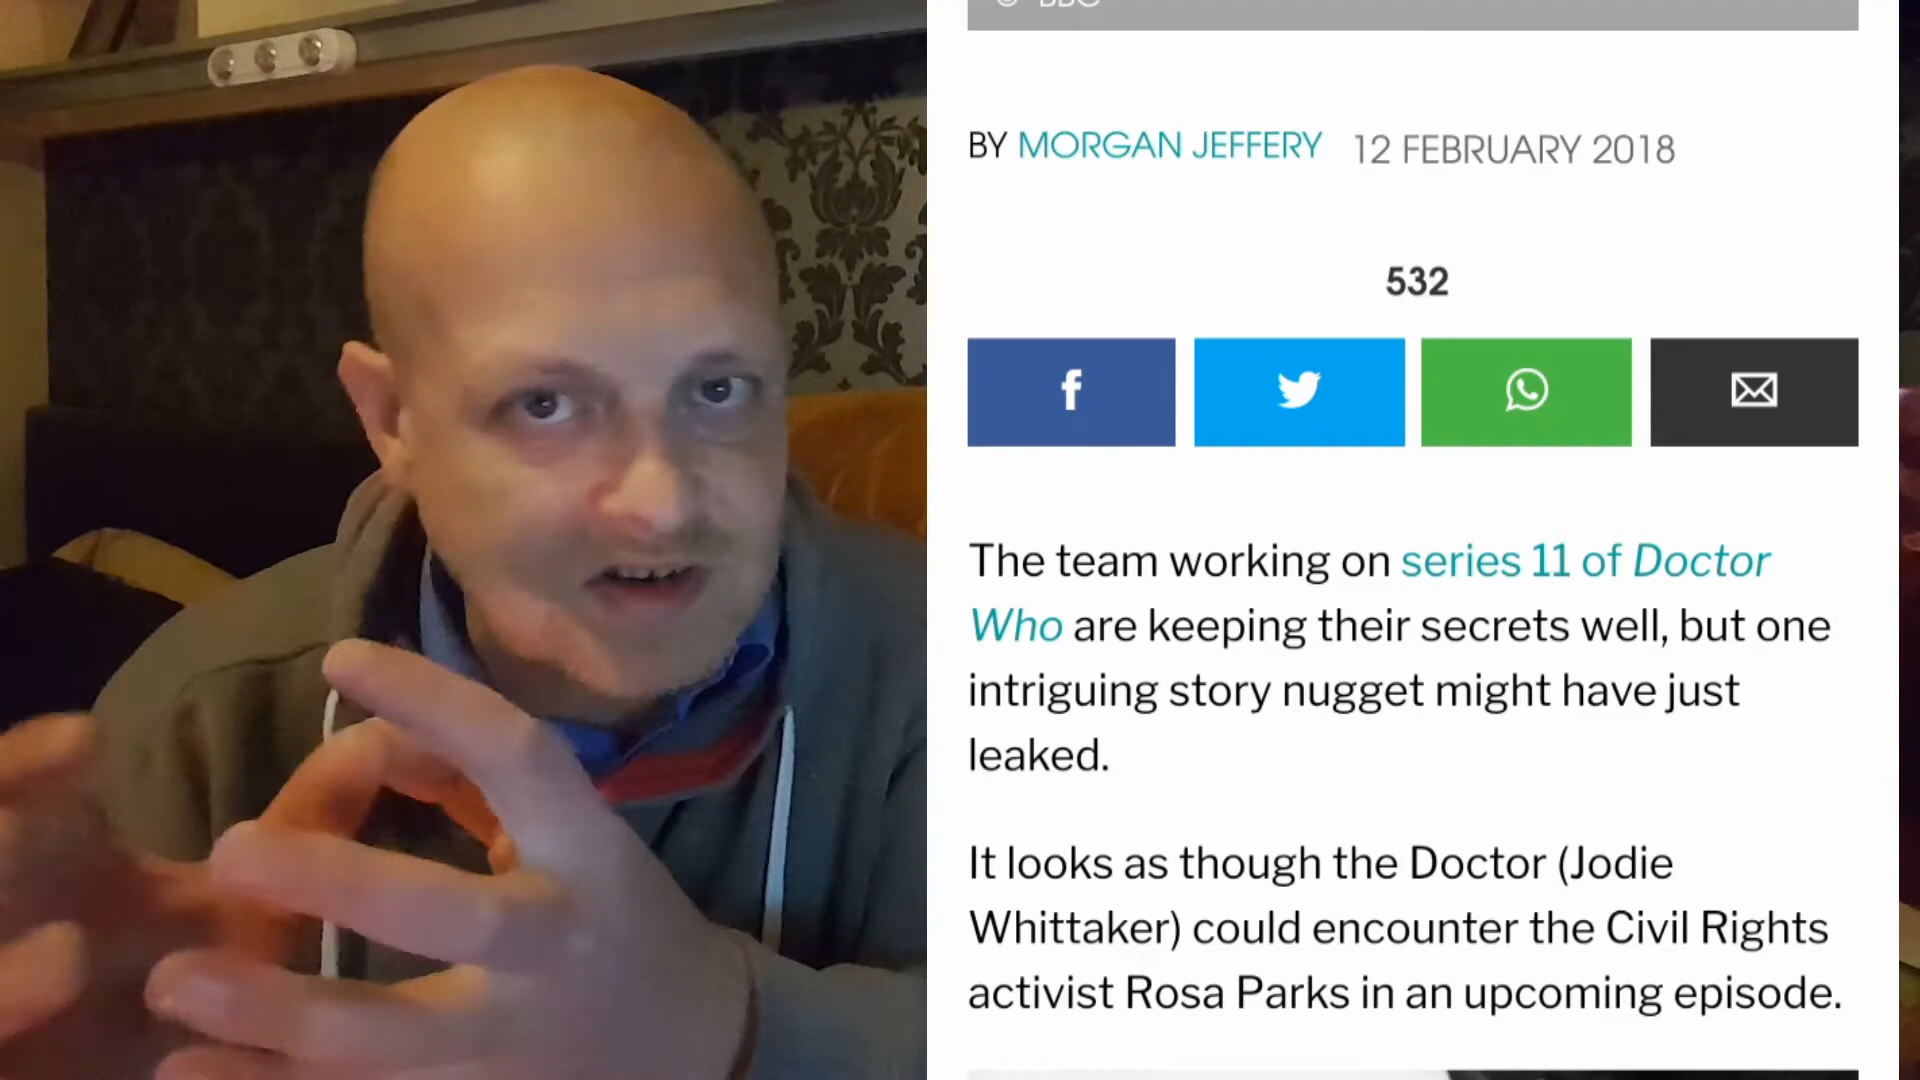 © BBC
BY MORGAN JEFFERY 12 FEBRUARY 2018
532
The team working on series 11 of Doctor
Who are keeping their secrets well, but one
intriguing story nugget might have just
leaked.
It looks as though the Doctor (Jodie
Whittaker) could encounter the Civil Rights
activist Rosa Parks in an upcoming episode.